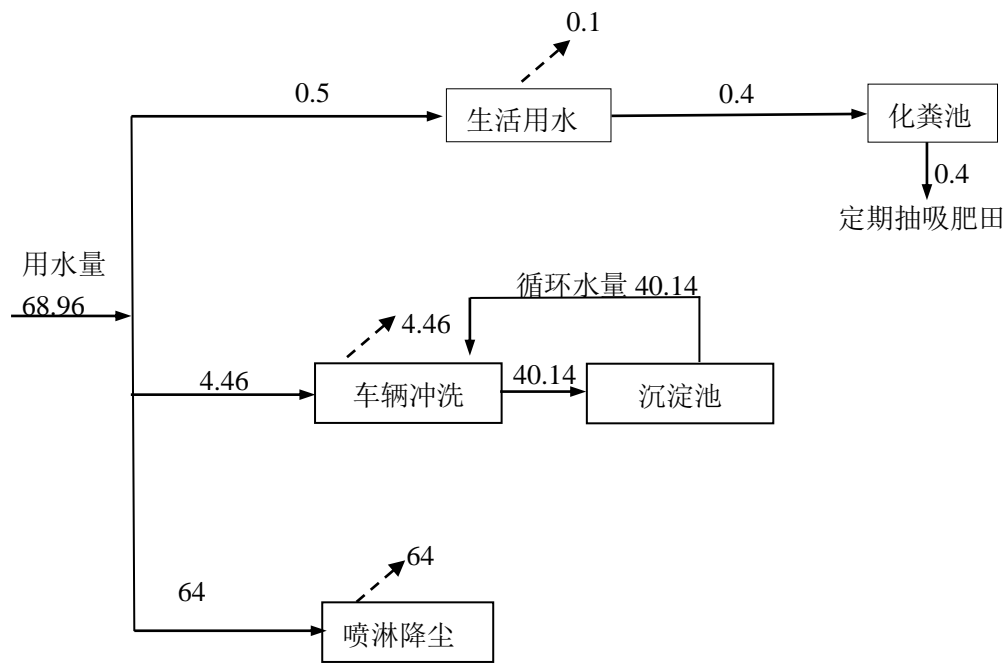 0.1
0.5
生活用水
0.4
化粪池
0.4
定期抽吸肥田
用水量
68.96
循环水量 40.14
4.46
4.46
车辆冲洗
40.14
沉淀池
64
64
喷淋降尘